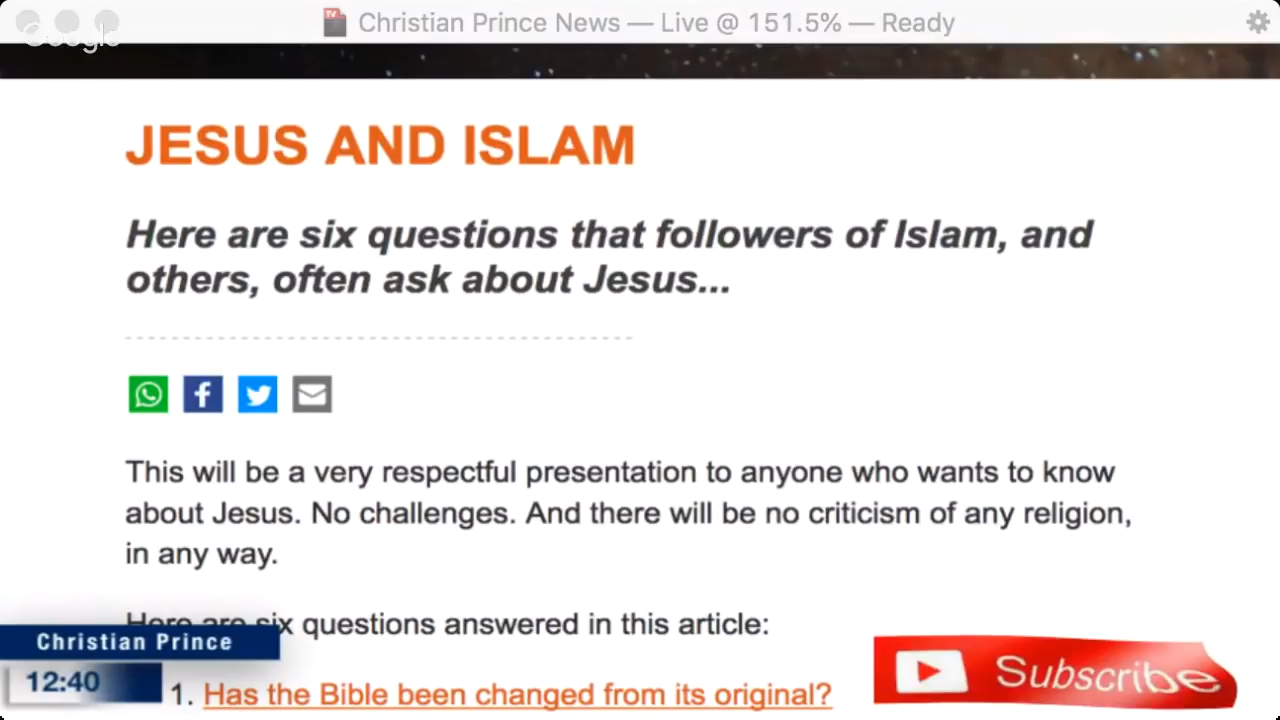 Christian Prince News — Live @ 151.5% — Ready
Google
JESUS AND ISLAM
Here are six questions that followers of Islam, and
others, often ask about Jesus...
This will be a very respectful presentation to anyone who wants to know
about Jesus. No challenges. And there will be no criticism of any religion,
in any way.
Here are six questions answered in this article:
Christian Prince
12:40
1. Has the Bible been changed from its original?
Subscribe